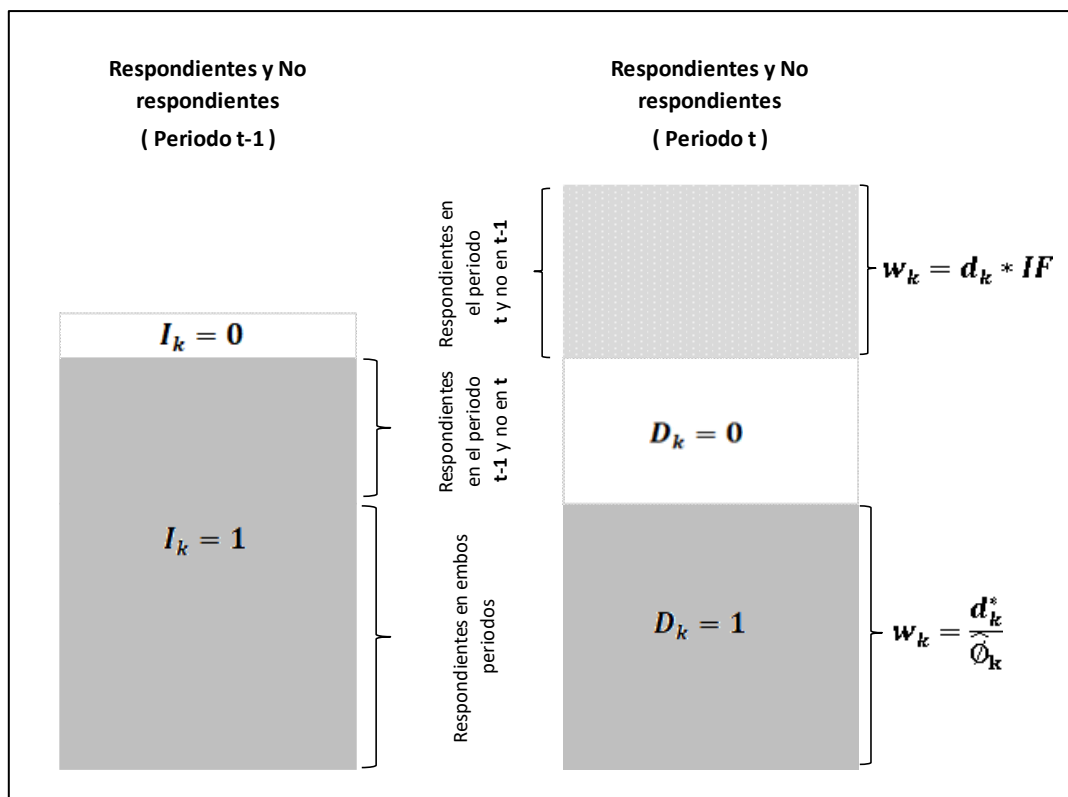 Respondientes y No
respondientes
( Periodo t-1 )
Respondientes y No
respondientes
( Periodo t )
I_k = 0
I_k = 1
Respondientes en
el periodo
t y no en t-1
Respondientes
en el periodo
t-1 y no en t
Respondientes en embos
periodos
D_k = 0
D_k = 1
w_k = d_k * IF
w_k = d_k^* / \hat{Ø}_k